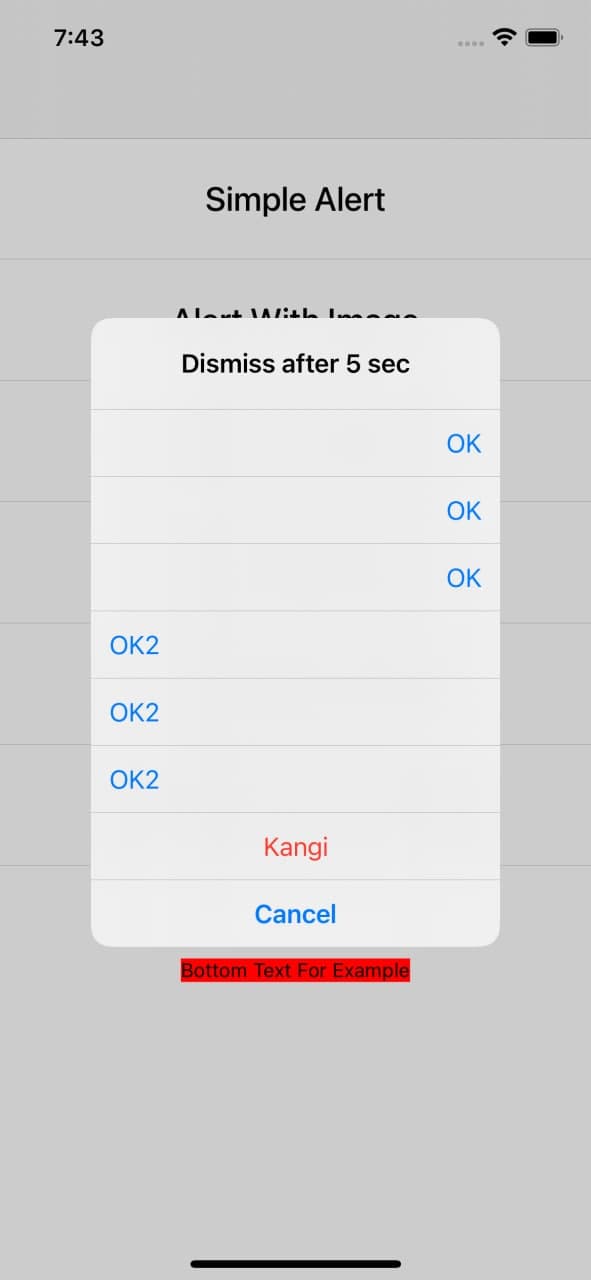 7:43
Simple Alert
Alert With Image
Dismiss after 5 sec
OK
OK
OK
OK2
OK2
OK2
Kangi
Cancel
Bottom Text For Example